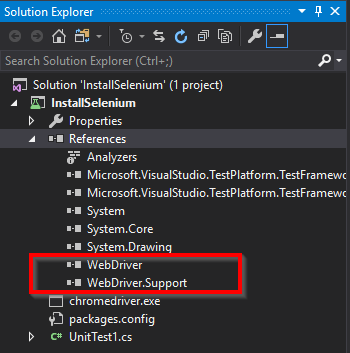 Solution Explorer
Search Solution Explorer (Ctrl+;)
Solution 'InstallSelenium' (1 project)
InstallSelenium
Properties
References
Analyzers
Microsoft.VisualStudio.TestPlatform.TestFramewo
Microsoft.VisualStudio.TestPlatform.TestFramewo
System
System.Core
System.Drawing
WebDriver
WebDriver.Support
chromedriver.exe
packages.config
C# UnitTest1.cs